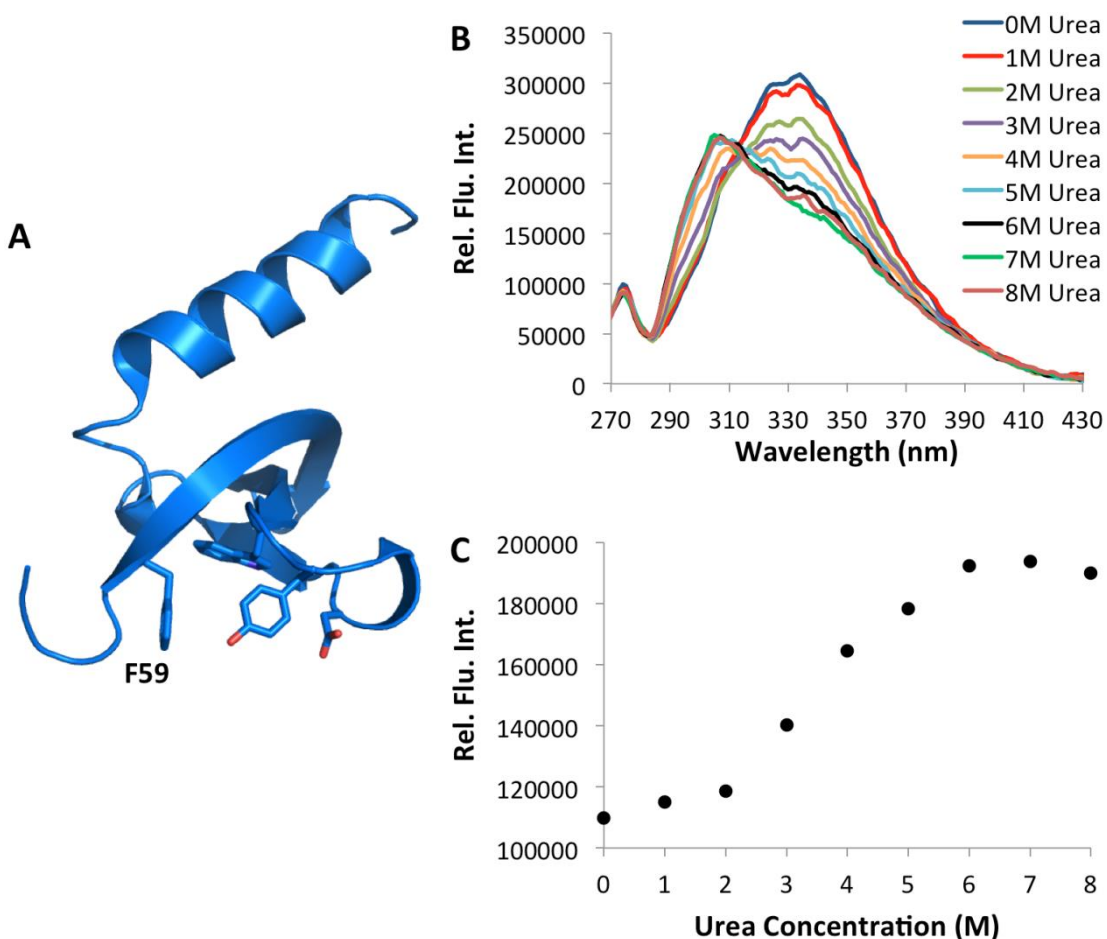 A
F59
B
Rel. Flu. Int.
350000
300000
250000
200000
150000
100000
50000
0
270 290 310 330 350 370 390 410 430
Wavelength (nm)
0M Urea
1M Urea
2M Urea
3M Urea
4M Urea
5M Urea
6M Urea
7M Urea
8M Urea
C
Rel. Flu. Int.
200000
180000
160000
140000
120000
100000
0 1 2 3 4 5 6 7 8
Urea Concentration (M)